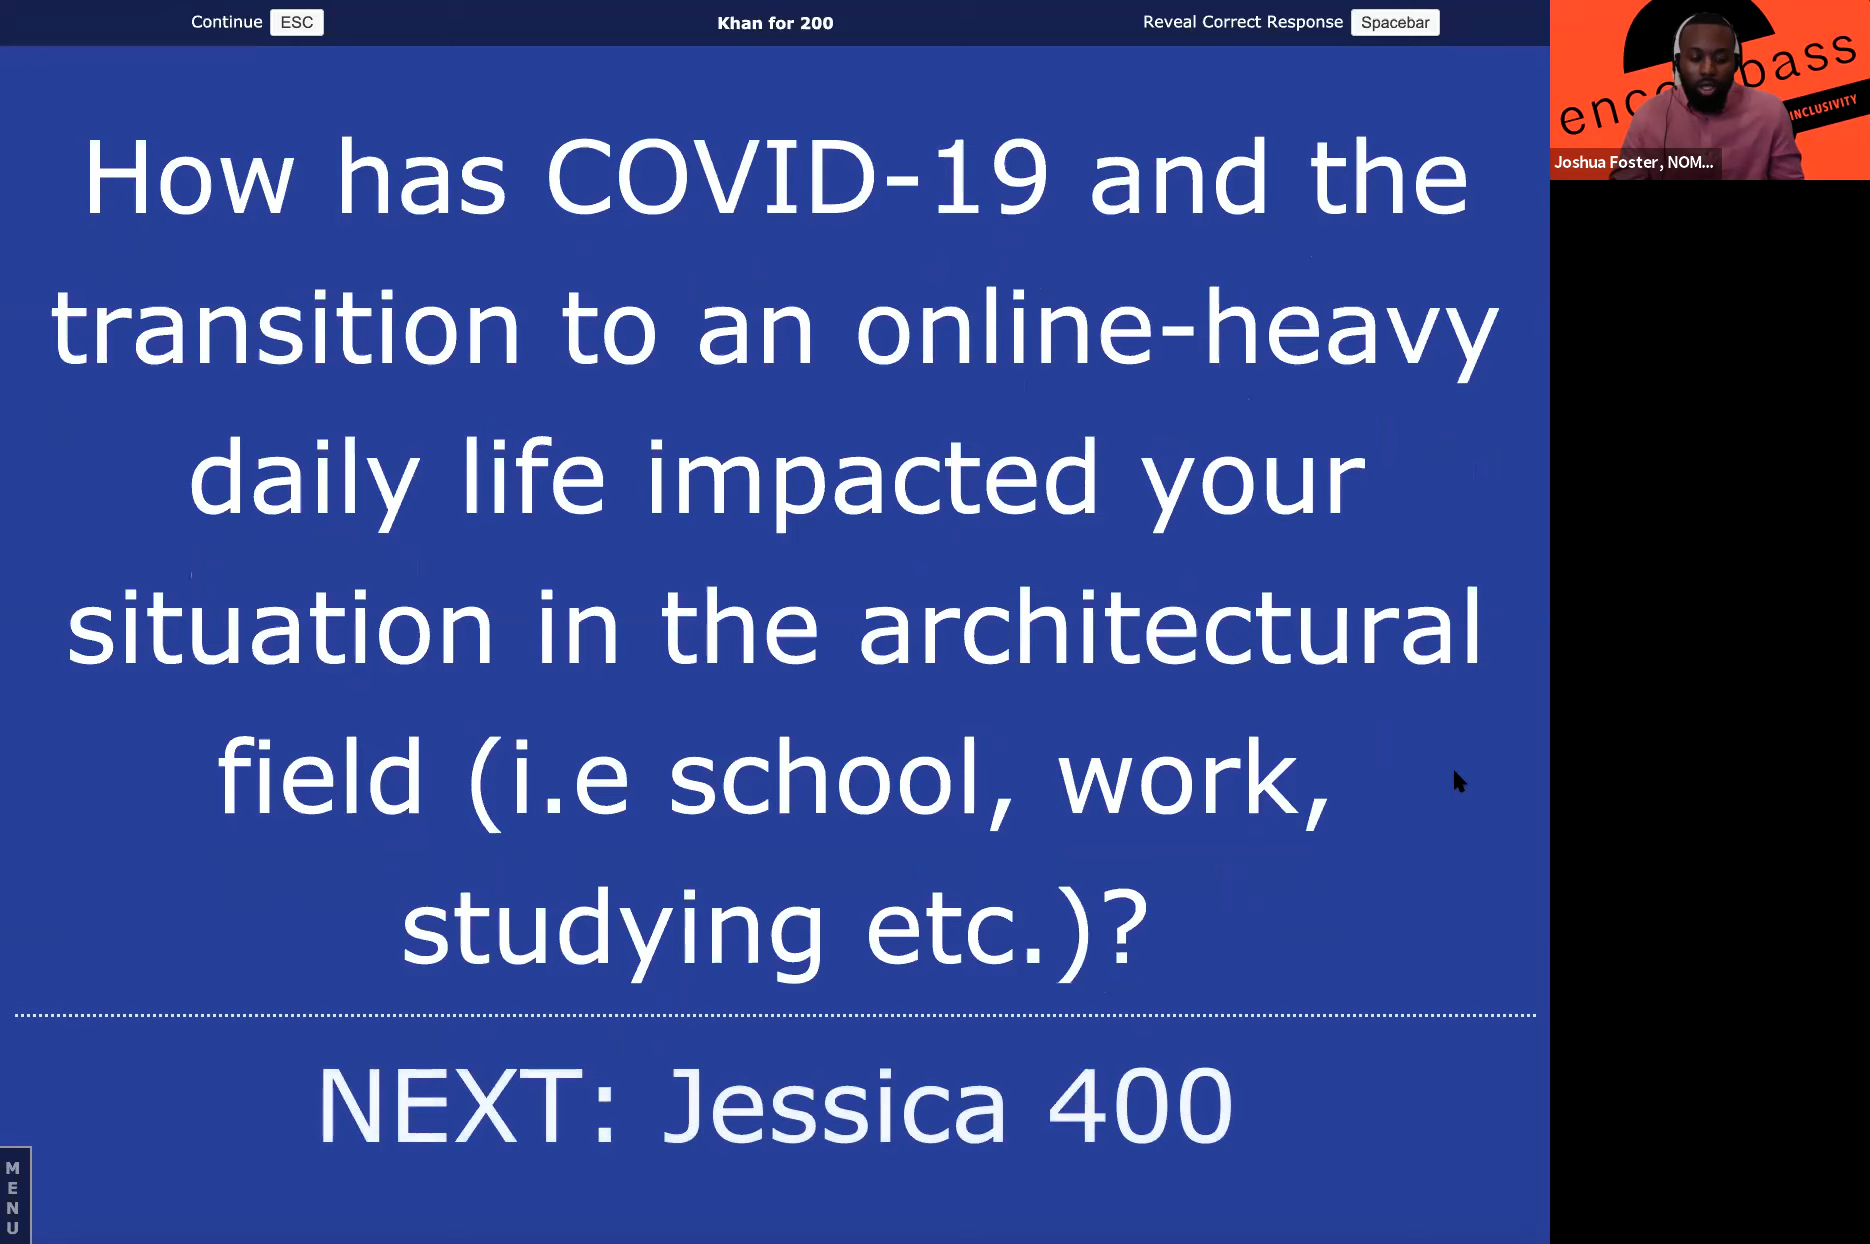 Continue ESC
Khan for 200
Reveal Correct Response Spacebar
How has COVID-19 and the
transition to an online-heavy
daily life impacted your
situation in the architectural
field (i.e school, work,
studying etc.)?
NEXT: Jessica 400
MENU
bass
INCLUSIVITY
Joshua Foster, NOM...